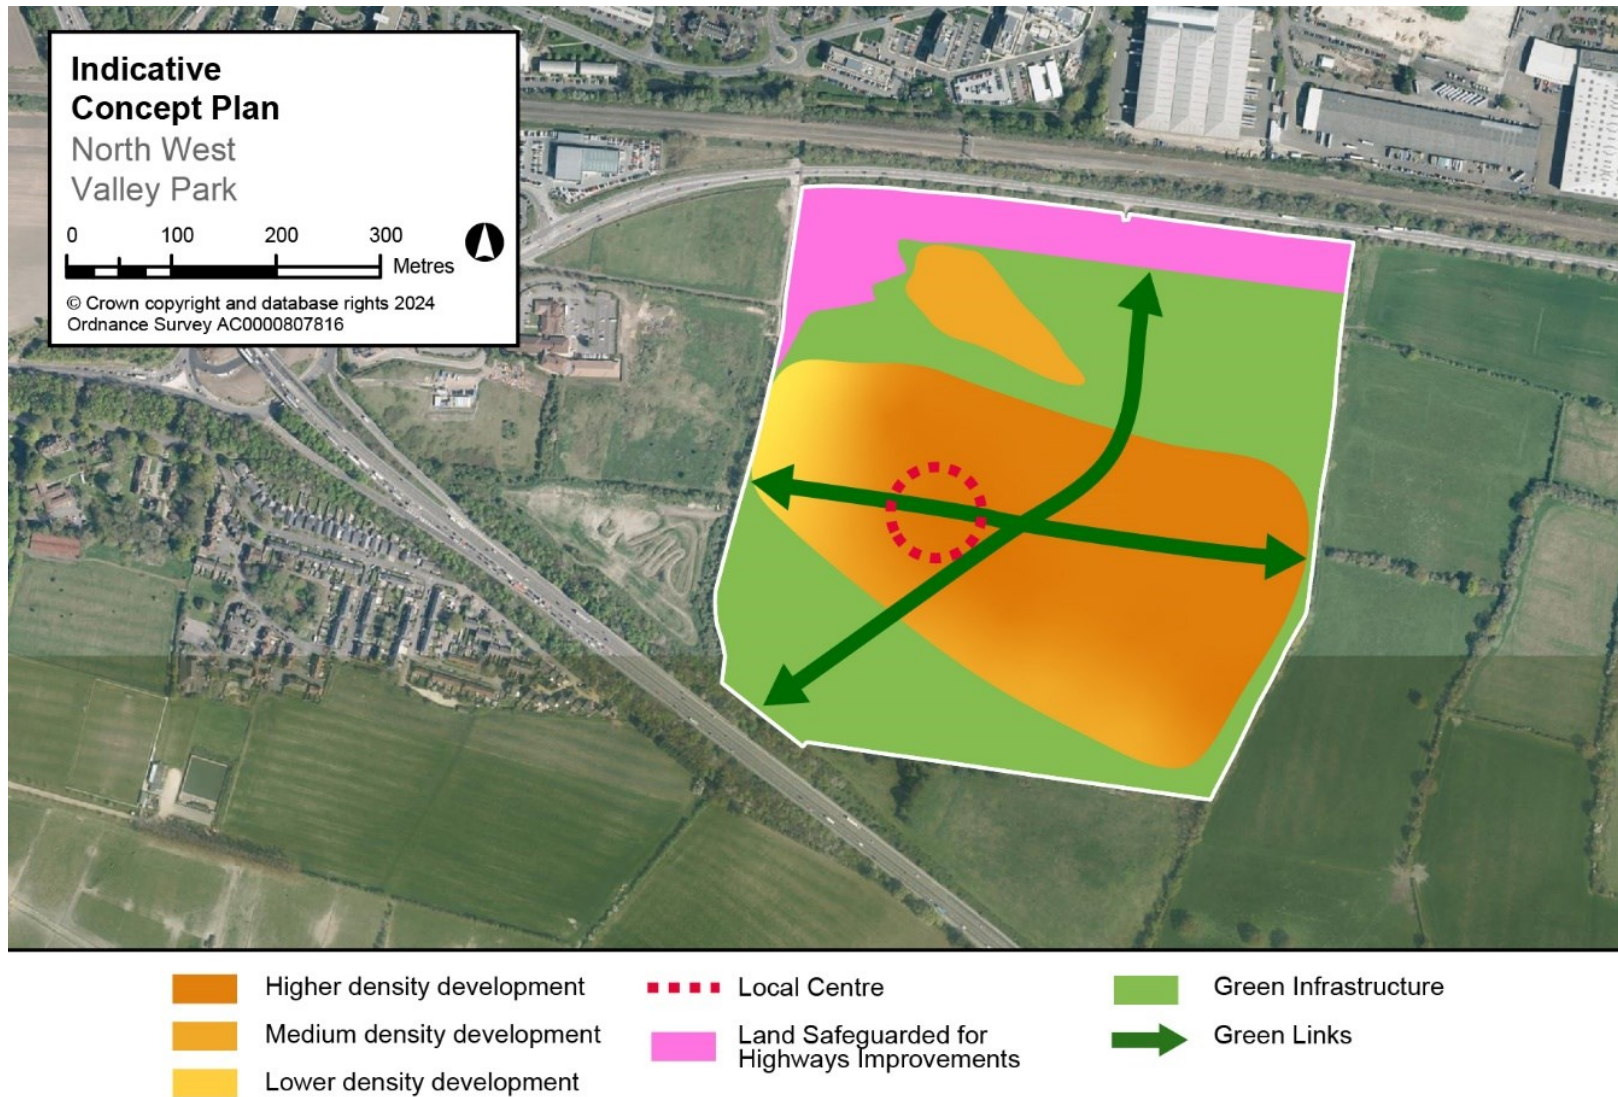 Indicative
Concept Plan
North West
Valley Park
0 100 200 300
Metres
© Crown copyright and database rights 2024
Ordnance Survey AC0000807816
Higher density development
Medium density development
Lower density development
Local Centre
Land Safeguarded for
Highways Improvements
Green Infrastructure
Green Links